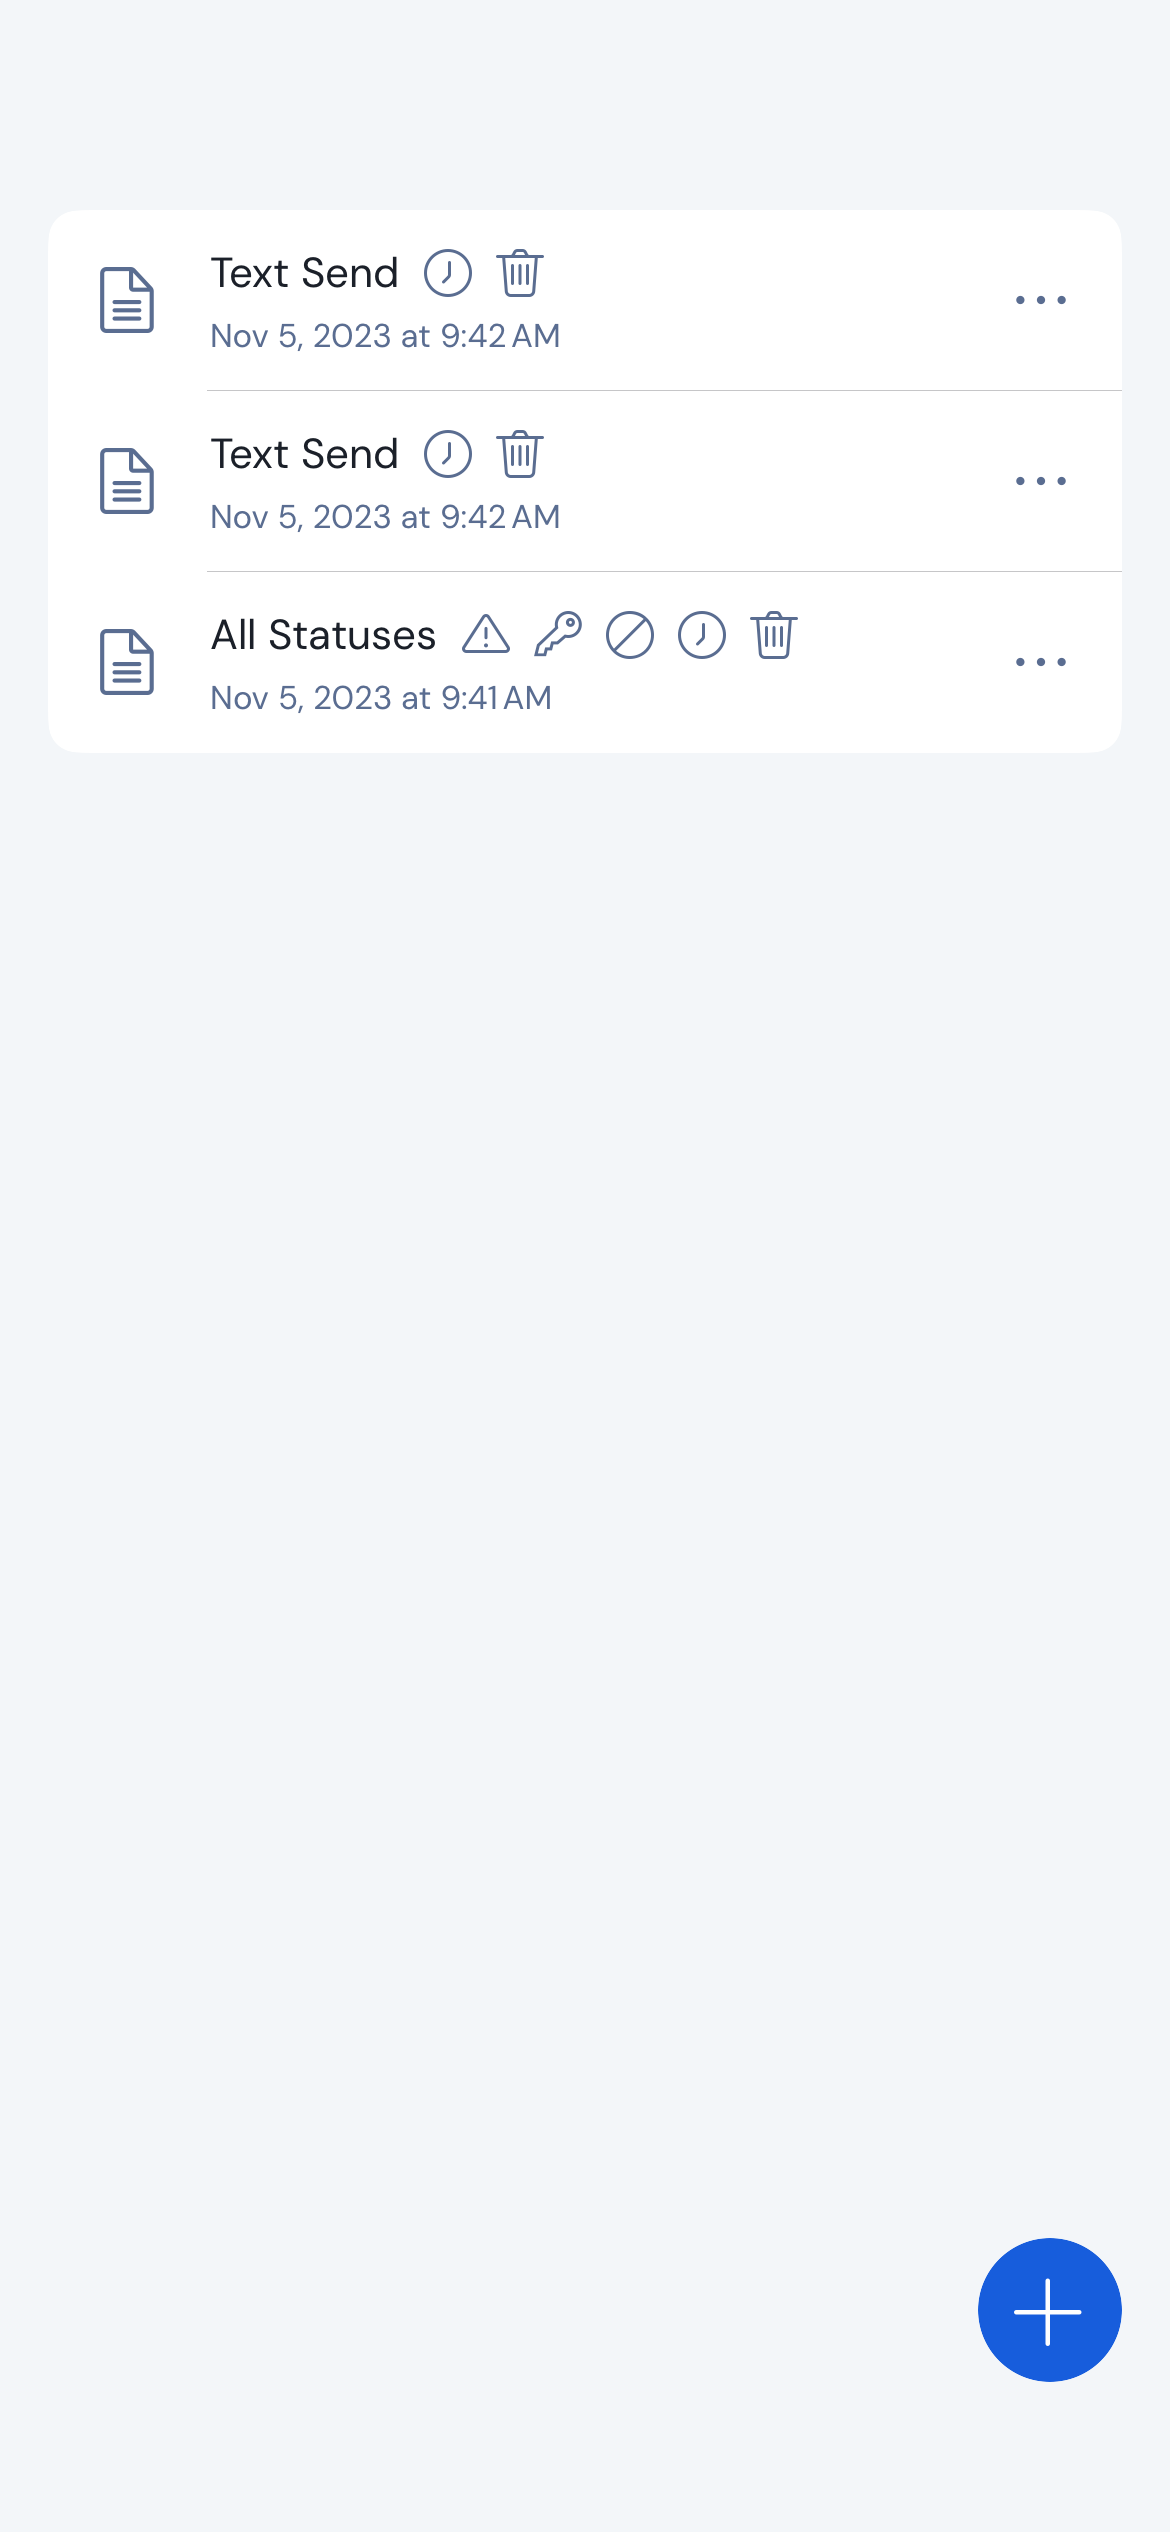 Text Send
Nov 5, 2023 at 9:42 AM
Text Send
Nov 5, 2023 at 9:42 AM
All Statuses
Nov 5, 2023 at 9:41 AM